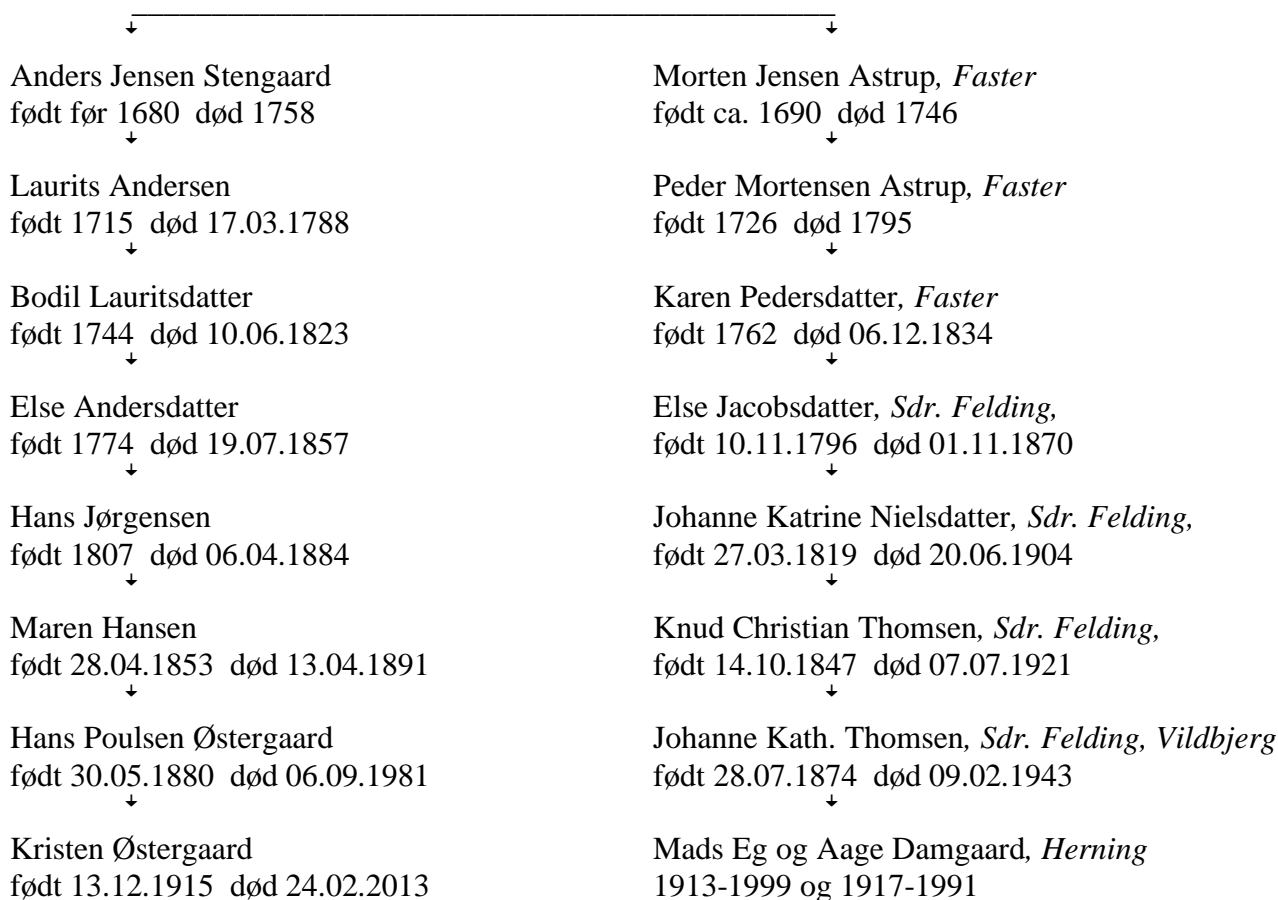 Anders Jensen Stengaard
født før 1680 død 1758
Laurits Andersen
født 1715 død 17.03.1788
Bodil Lauritsdatter
født 1744 død 10.06.1823
Else Andersdatter
født 1774 død 19.07.1857
Hans Jørgensen
født 1807 død 06.04.1884
Maren Hansen
født 28.04.1853 død 13.04.1891
Hans Poulsen Østergaard
født 30.05.1880 død 06.09.1981
Kristen Østergaard
født 13.12.1915 død 24.02.2013
Morten Jensen Astrup, Faster
født ca. 1690 død 1746
Peder Mortensen Astrup, Faster
født 1726 død 1795
Karen Pedersdatter, Faster
født 1762 død 06.12.1834
Else Jacobsdatter, Sdr. Felding,
født 10.11.1796 død 01.11.1870
Johanne Katrine Nielsdatter, Sdr. Felding,
født 27.03.1819 død 20.06.1904
Knud Christian Thomsen, Sdr. Felding,
født 14.10.1847 død 07.07.1921
Johanne Kath. Thomsen, Sdr. Felding, Vildbjerg
født 28.07.1874 død 09.02.1943
Mads Eg og Aage Damgaard, Herning
1913-1999 og 1917-1991